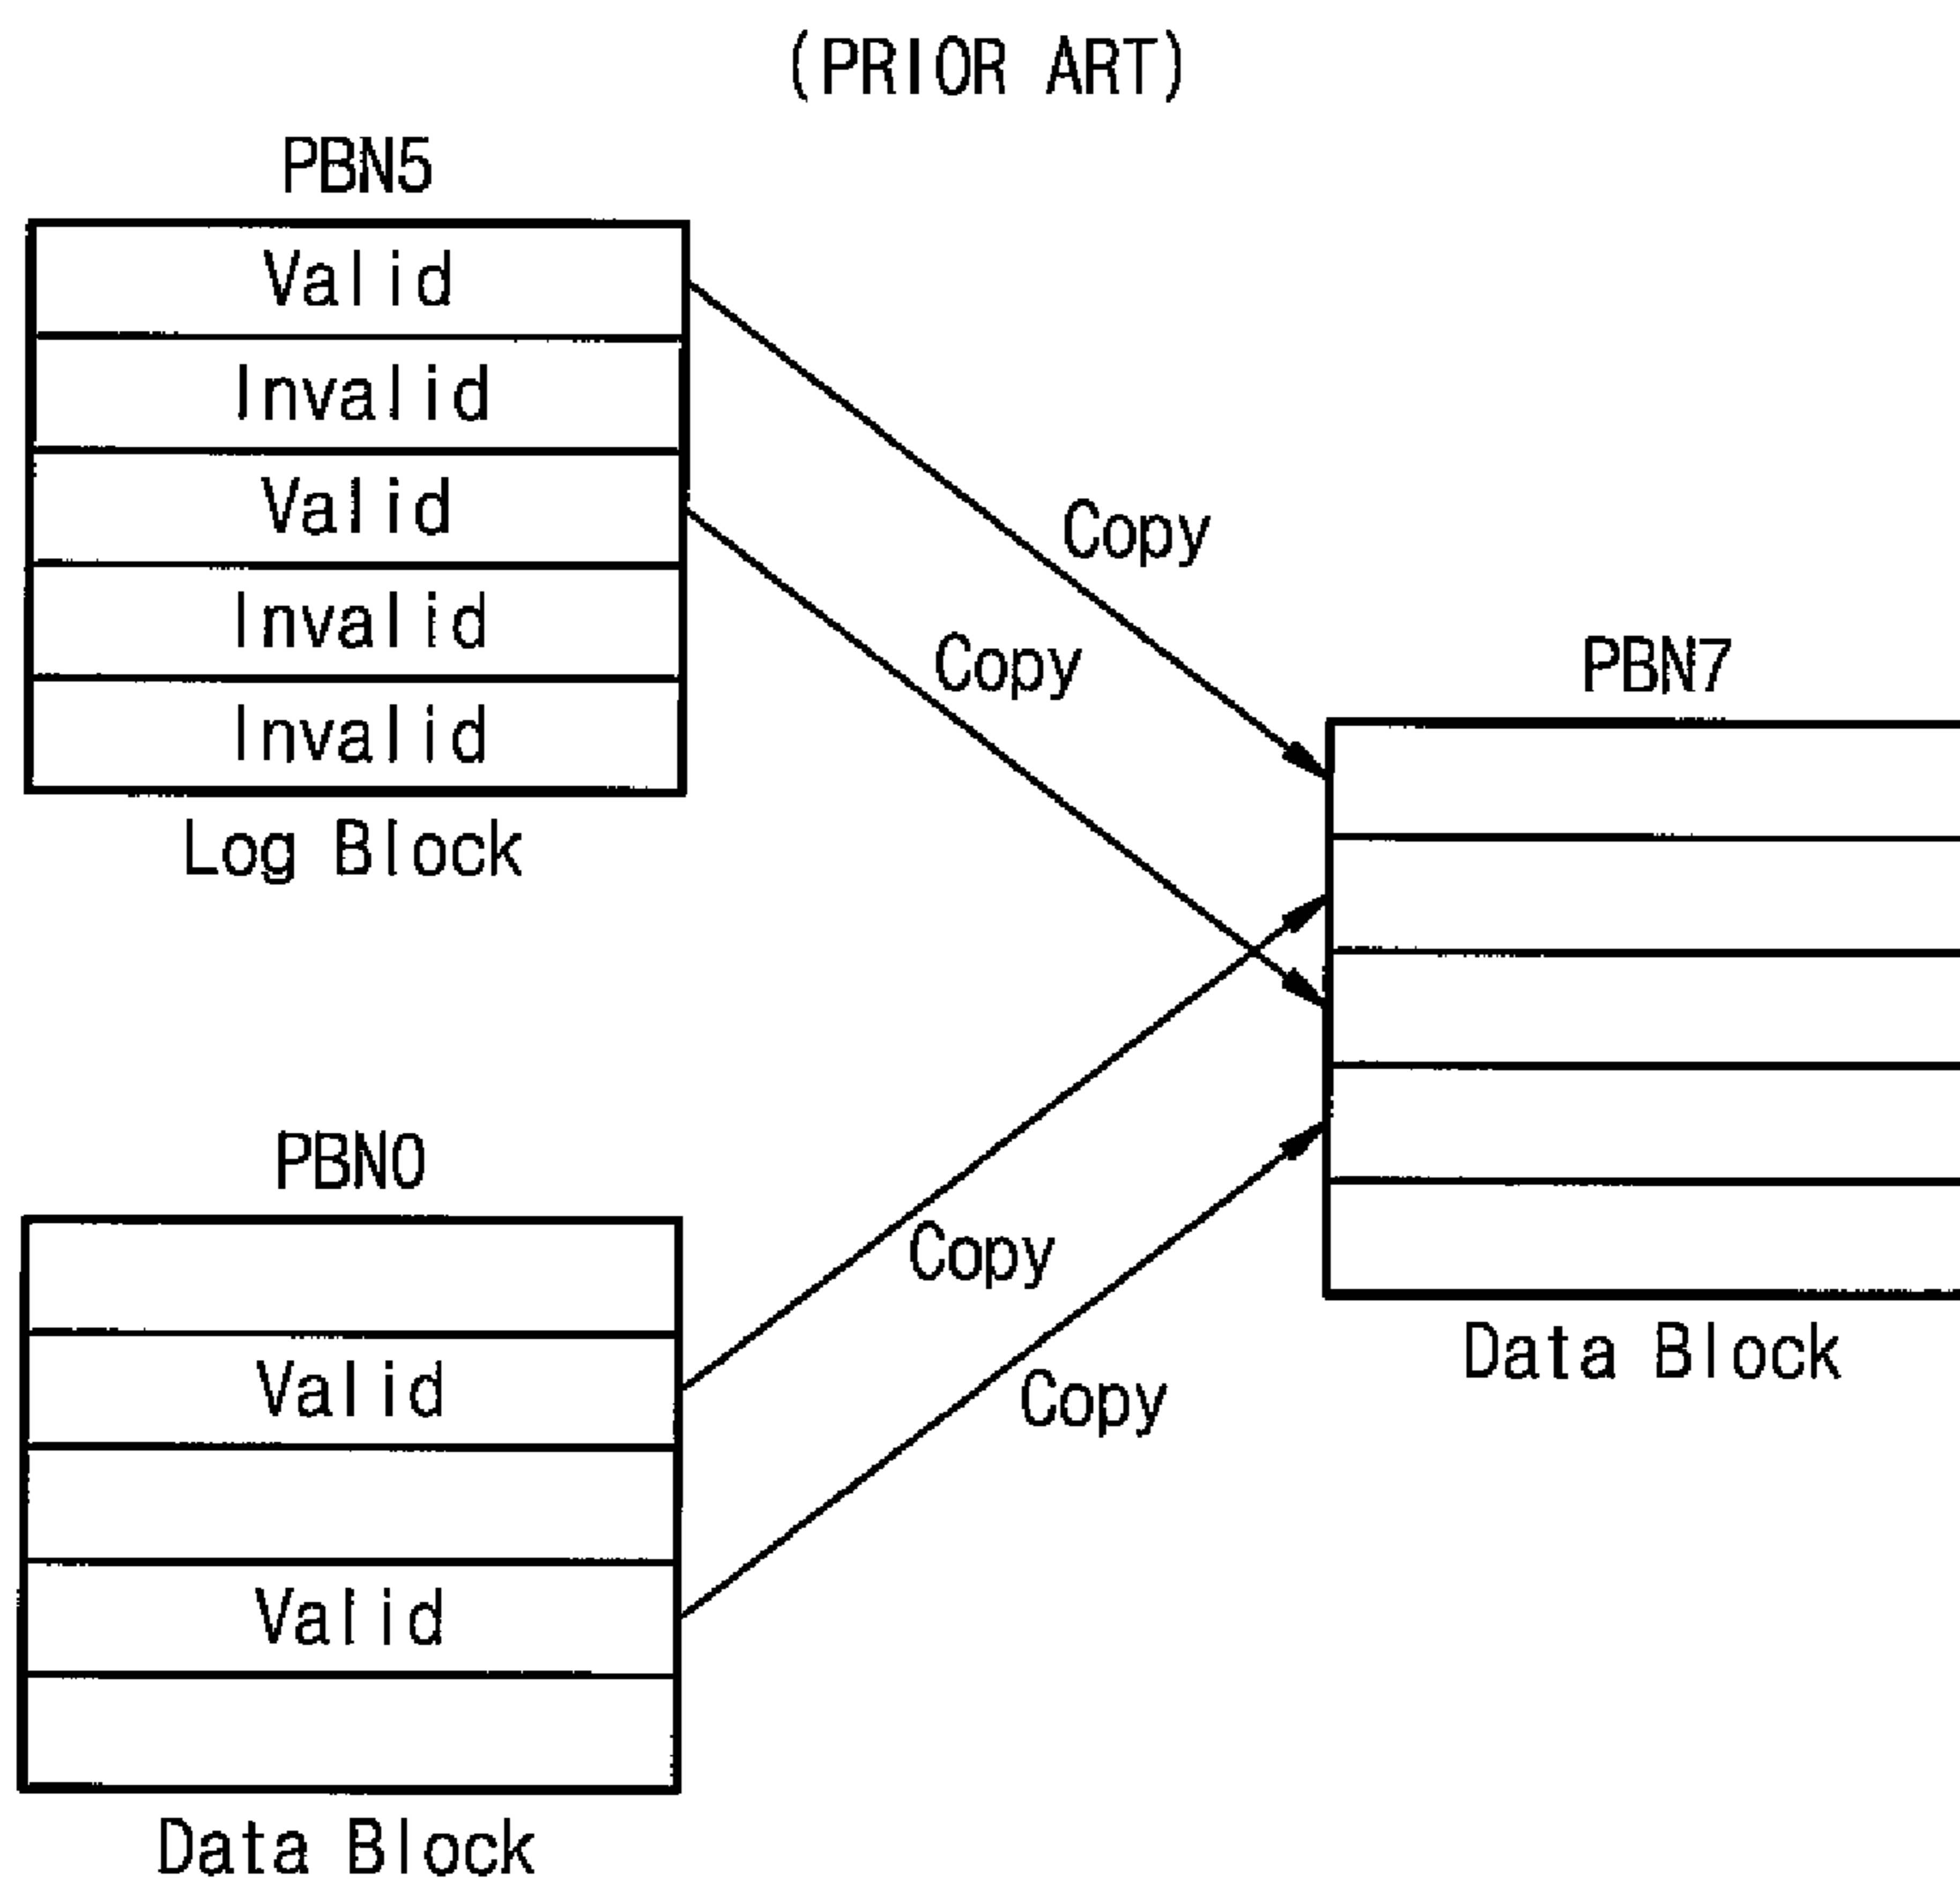 (PRIOR ART)
PBN5
Valid
Invalid
Valid
Invalid
Invalid
Log Block
Copy
Copy
PBN7
Data Block
PBN0
Valid
Valid
Data Block
Copy
Copy